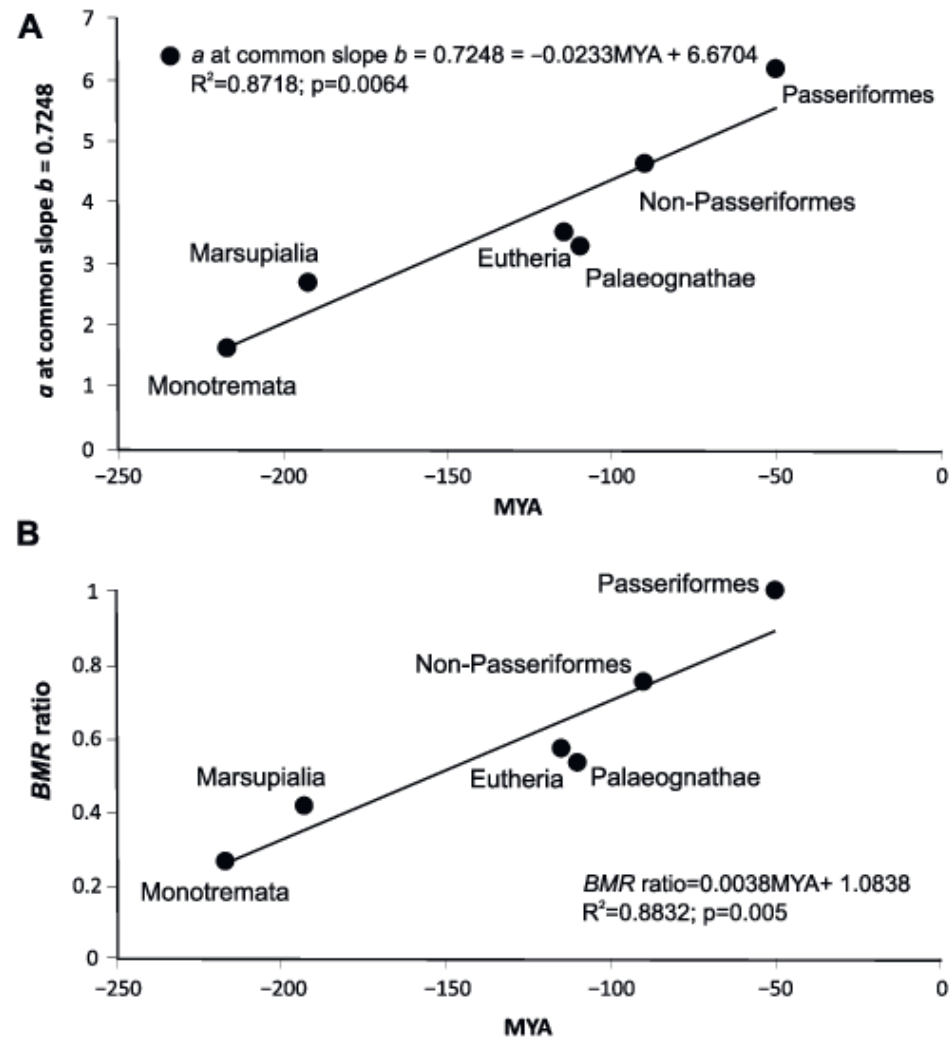 A
7
6
5
4
3
2
1
0
a at common slope b = 0.7248
a at common slope b = 0.7248 = −0.0233MYA + 6.6704
R²=0.8718; p=0.0064
Passeriformes
Non-Passeriformes
Marsupialia
Eutheria
Palaeognathae
Monotremata
−250 −200 −150 −100 −50 0
MYA
B
1
0.8
0.6
0.4
0.2
0
BMR ratio
Passeriformes
Non-Passeriformes
Marsupialia
Eutheria
Palaeognathae
Monotremata
BMR ratio=0.0038MYA+ 1.0838
R²=0.8832; p=0.005
−250 −200 −150 −100 −50 0
MYA